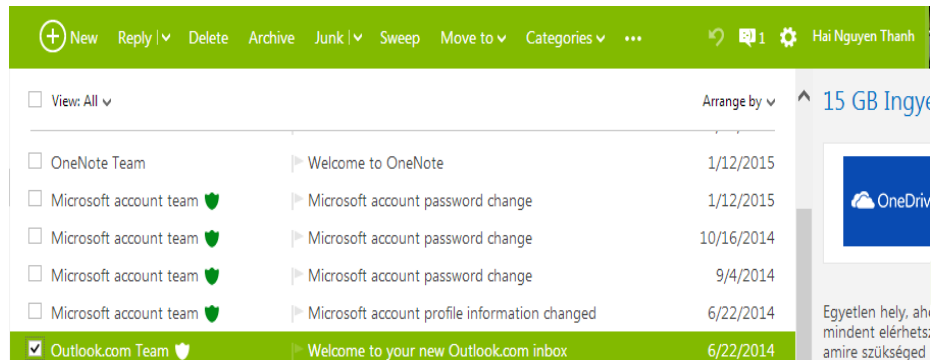 New Reply Delete Archive Junk Sweep Move to Categories ••• 1 Hai Nguyen Thanh
View: All Arrange by
OneNote Team Welcome to OneNote 1/12/2015
Microsoft account team Microsoft account password change 1/12/2015
Microsoft account team Microsoft account password change 10/16/2014
Microsoft account team Microsoft account password change 9/4/2014
Microsoft account team Microsoft account profile information changed 6/22/2014
Outlook.com Team Welcome to your new Outlook.com inbox 6/22/2014
15 GB Ingye
OneDriv
Egyetlen hely, aho
mindent elérhetsz
amire szükséged